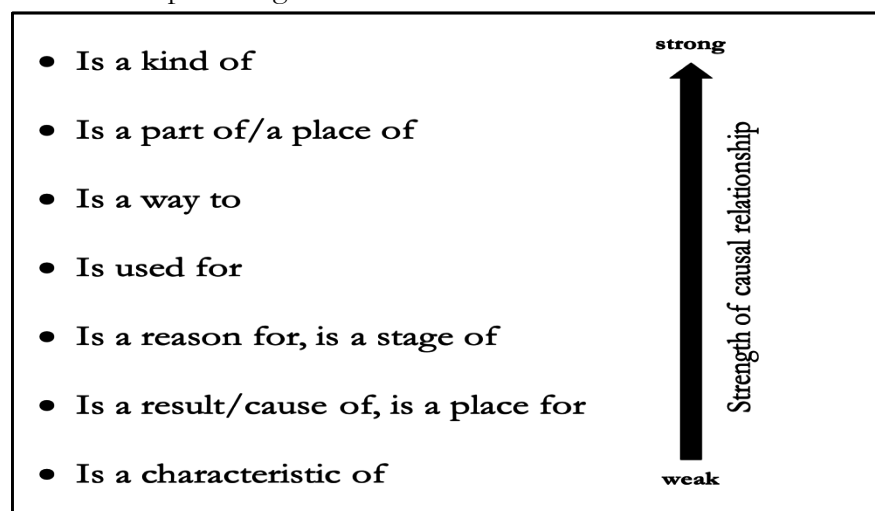 strong
• Is a kind of
• Is a part of/a place of
• Is a way to
• Is used for
• Is a reason for, is a stage of
• Is a result/cause of, is a place for
• Is a characteristic of
weak
Strength of causal relationship